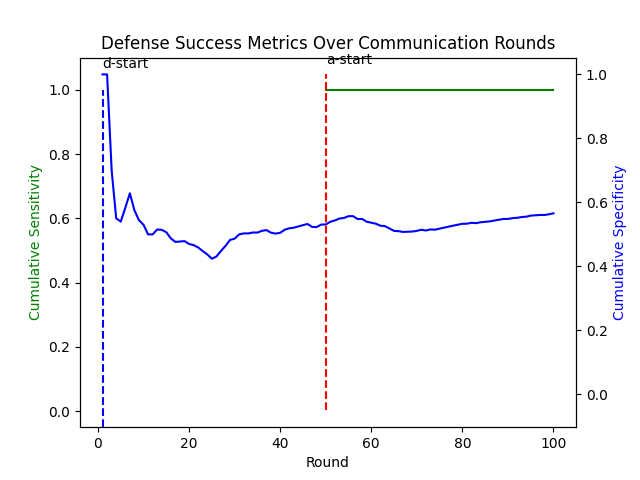 Defense Success Metrics Over Communication Rounds
d-start
a-start
Cumulative Sensitivity
1.0
0.8
0.6
0.4
0.2
0.0
1.0
0.8
0.6
0.4
0.2
0.0
Cumulative Specificity
0 20 40 60 80 100
Round